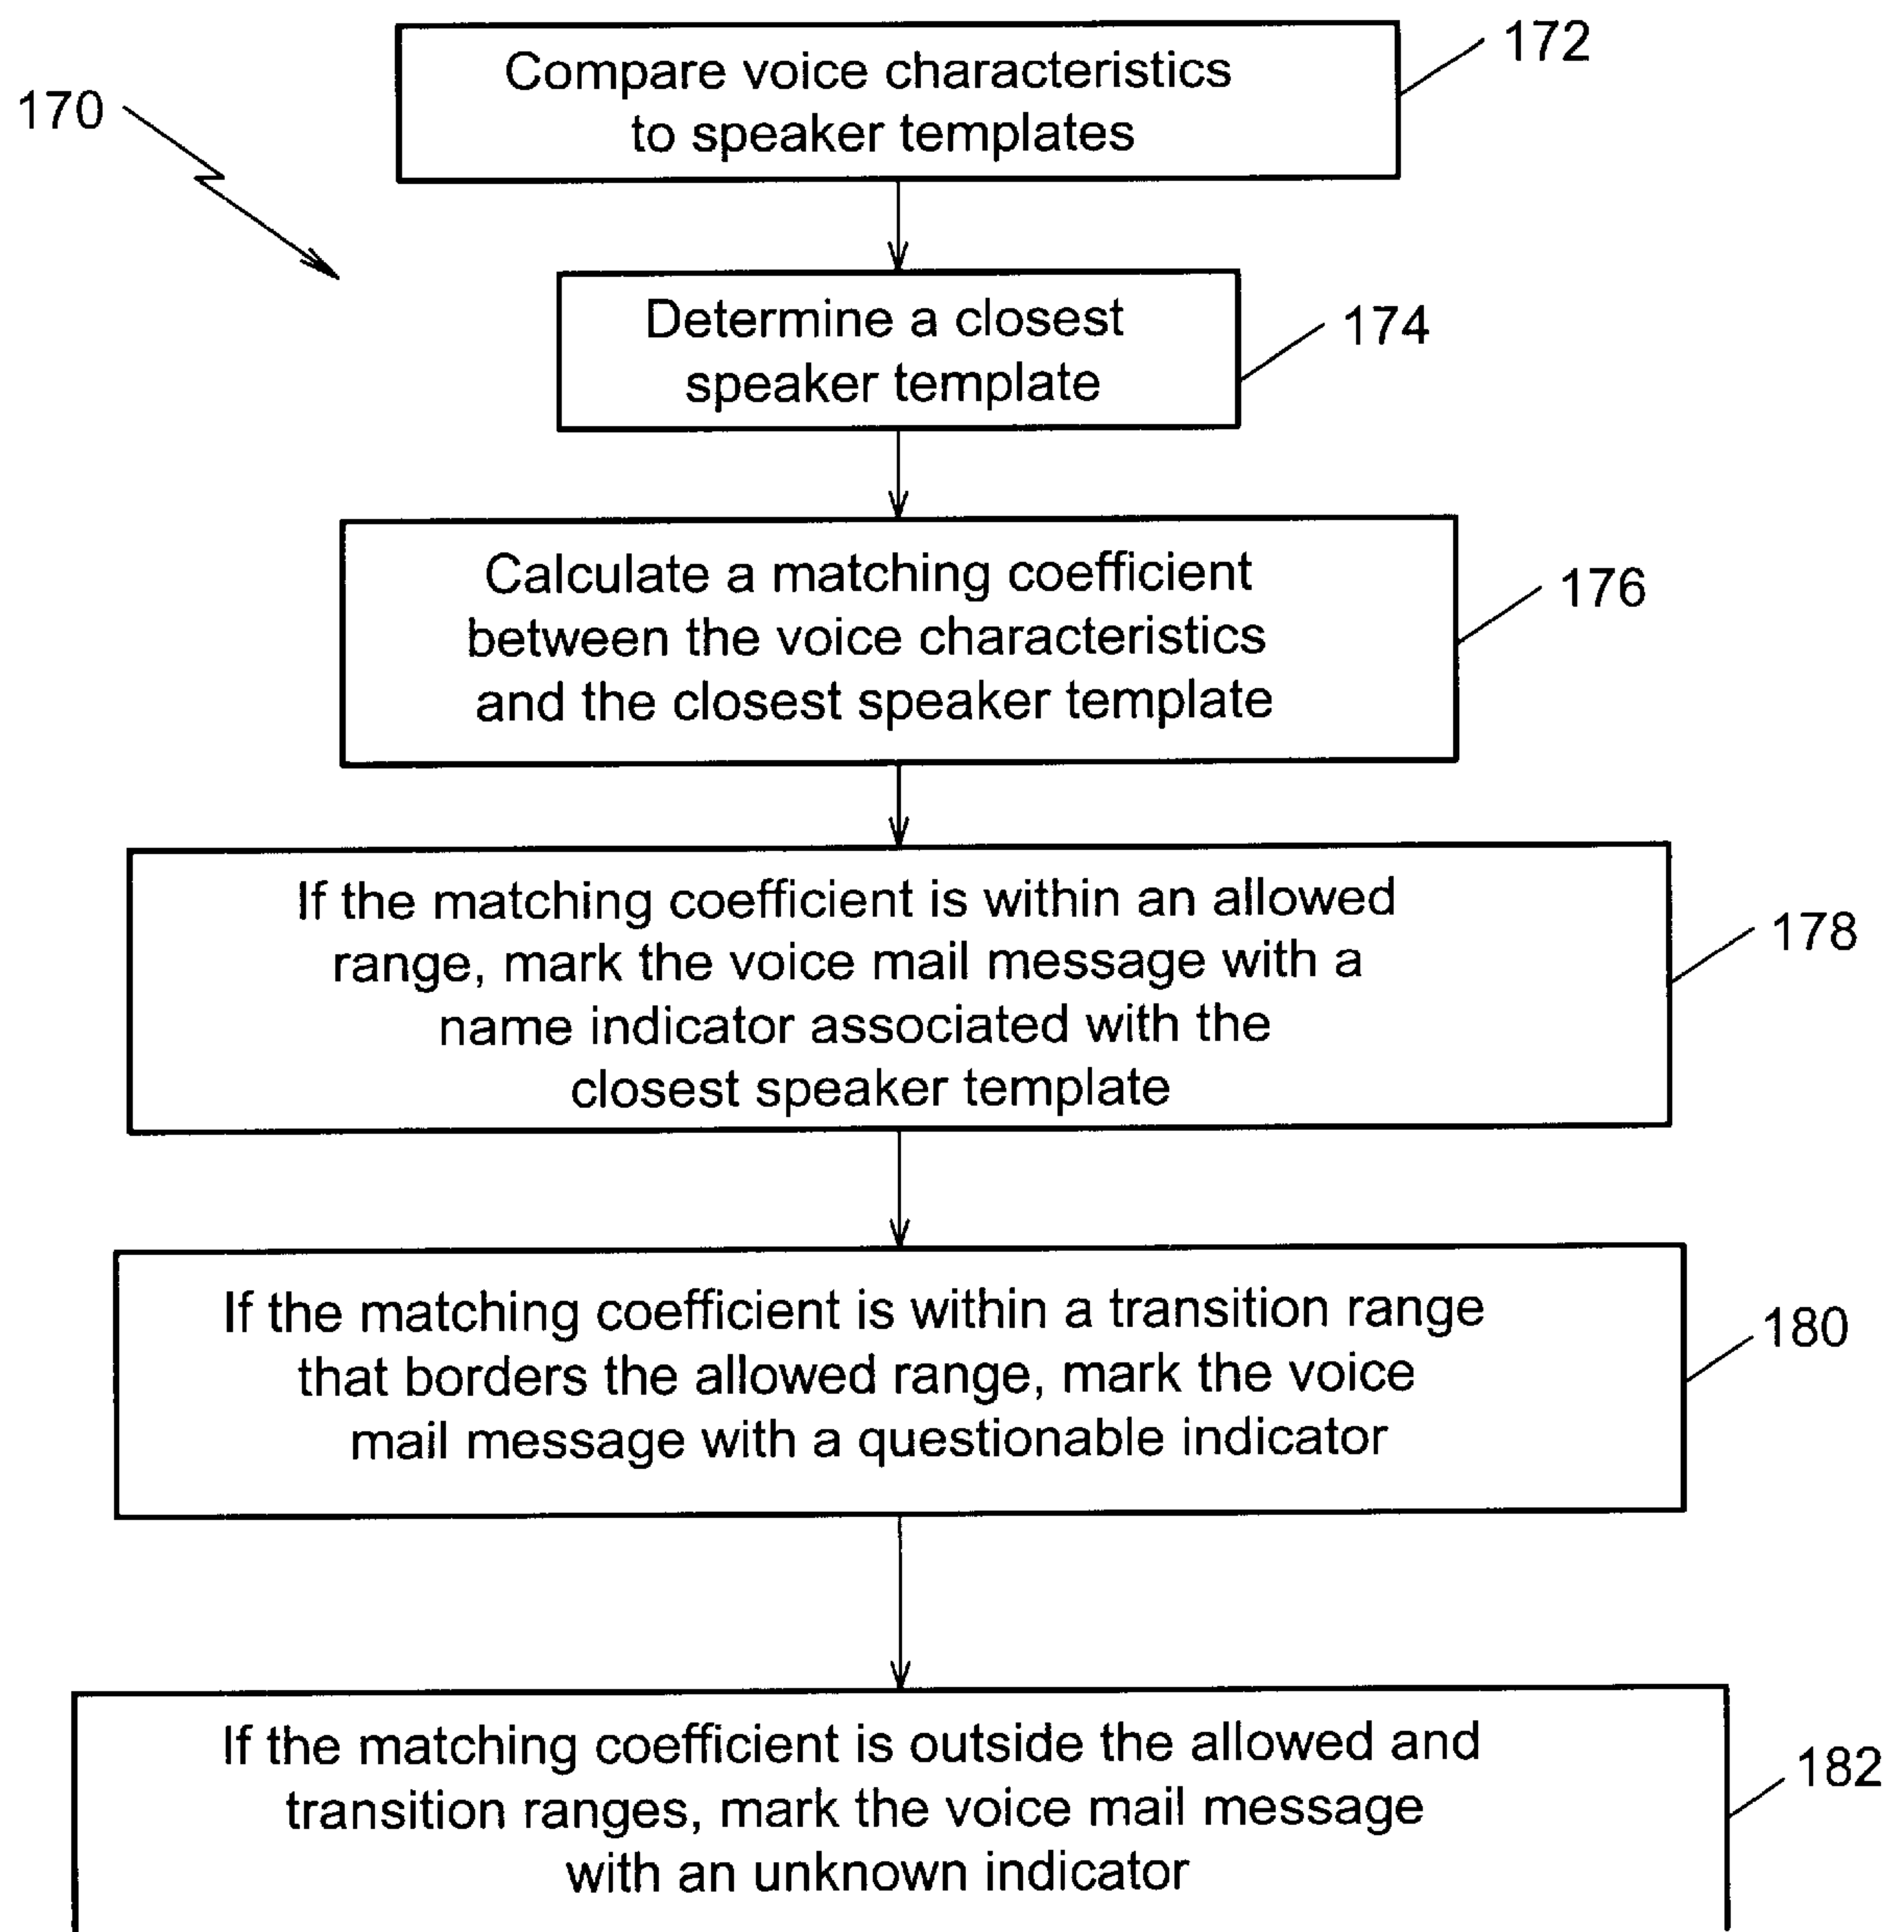 172
Compare voice characteristics
to speaker templates
170
Determine a closest
speaker template
174
Calculate a matching coefficient
between the voice characteristics
and the closest speaker template
176
If the matching coefficient is within an allowed
range, mark the voice mail message with a
name indicator associated with the
closest speaker template
178
If the matching coefficient is within a transition range
that borders the allowed range, mark the voice
mail message with a questionable indicator
180
If the matching coefficient is outside the allowed and
transition ranges, mark the voice mail message
with an unknown indicator
182